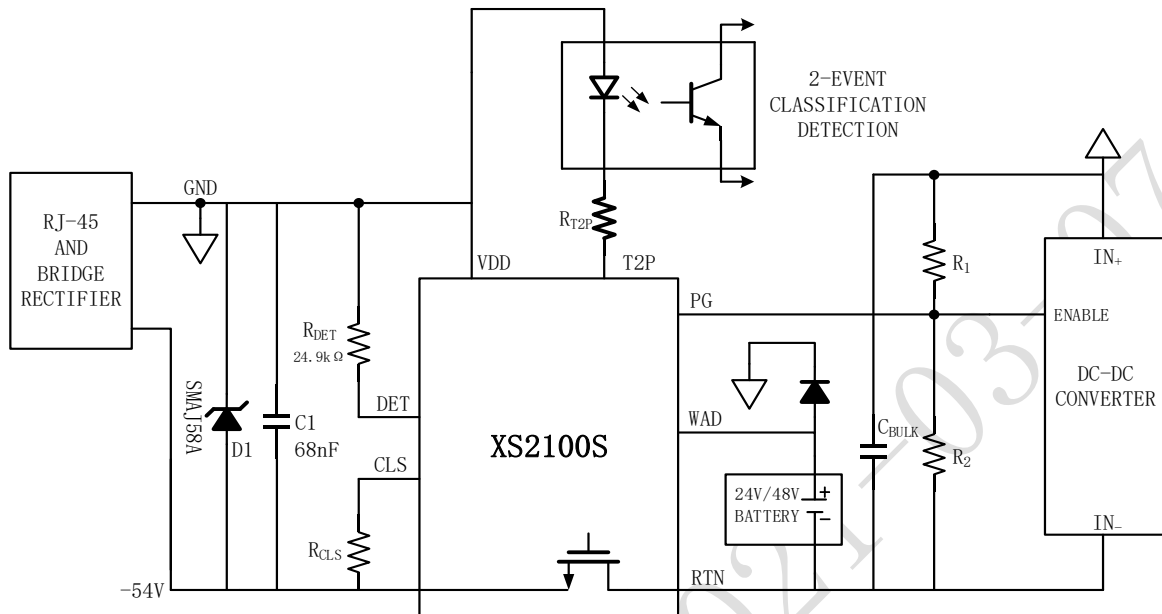 2-EVENT
CLASSIFICATION
DETECTION
GND
RJ-45
AND
BRIDGE
RECTIFIER
R_T2P
VDD
T2P
IN+
R1
PG
ENABLE
RDET
24.9kΩ
DC-DC
CONVERTER
SMAJ58A
D1
C1
68nF
DET
WAD
CBULK
XS2100S
R2
CLS
24V/48V
BATTERY
+
−
IN−
RCLS
-54V
RTN